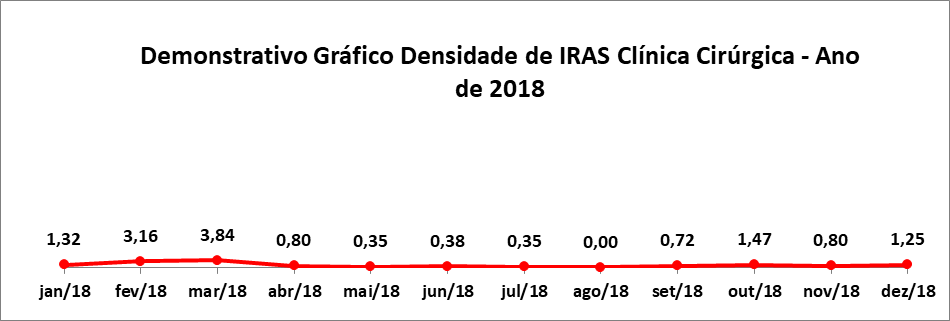 Demonstrativo Gráfico Densidade de IRAS Clínica Cirúrgica - Ano
de 2018
1,32 3,16 3,84 0,80 0,35 0,38 0,35 0,00 0,72 1,47 0,80 1,25
jan/18 fev/18 mar/18 abr/18 mai/18 jun/18 jul/18 ago/18 set/18 out/18 nov/18 dez/18